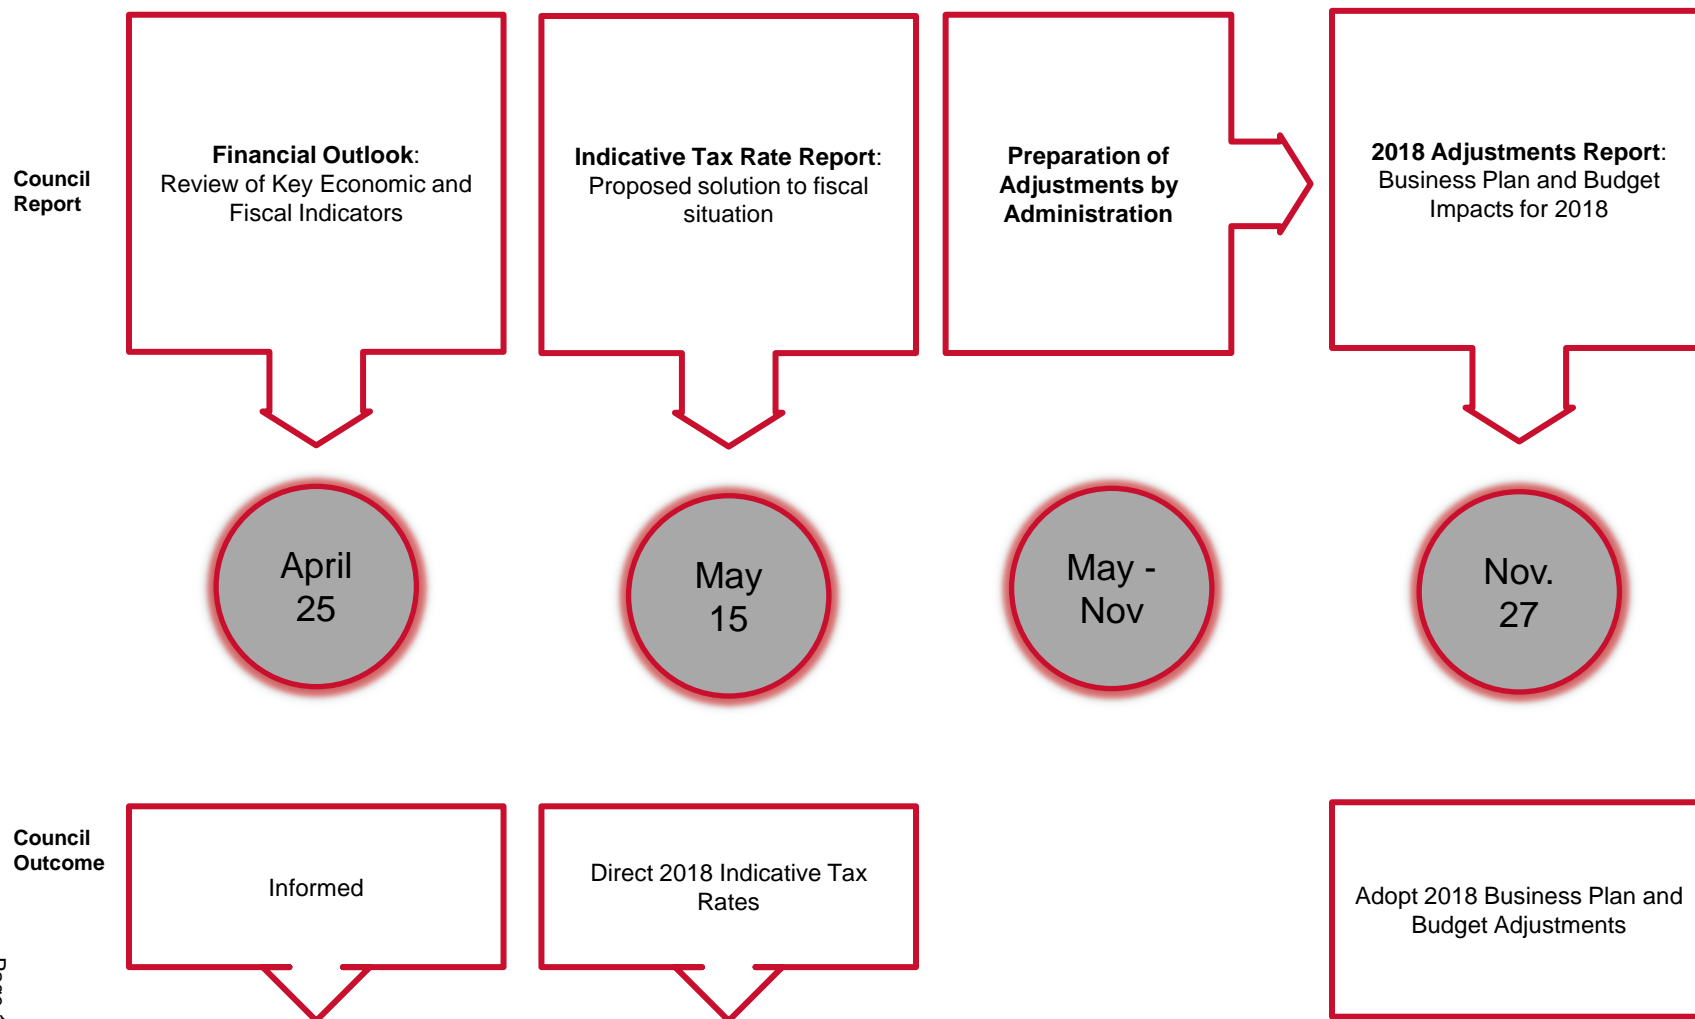 Council
Report
Financial Outlook:
Review of Key Economic and
Fiscal Indicators
Indicative Tax Rate Report:
Proposed solution to fiscal
situation
Preparation of
Adjustments by
Administration
2018 Adjustments Report:
Business Plan and Budget
Impacts for 2018
April
25
May
15
May -
Nov
Nov.
27
Council
Outcome
Informed
Direct 2018 Indicative Tax
Rates
Adopt 2018 Business Plan and
Budget Adjustments
Page